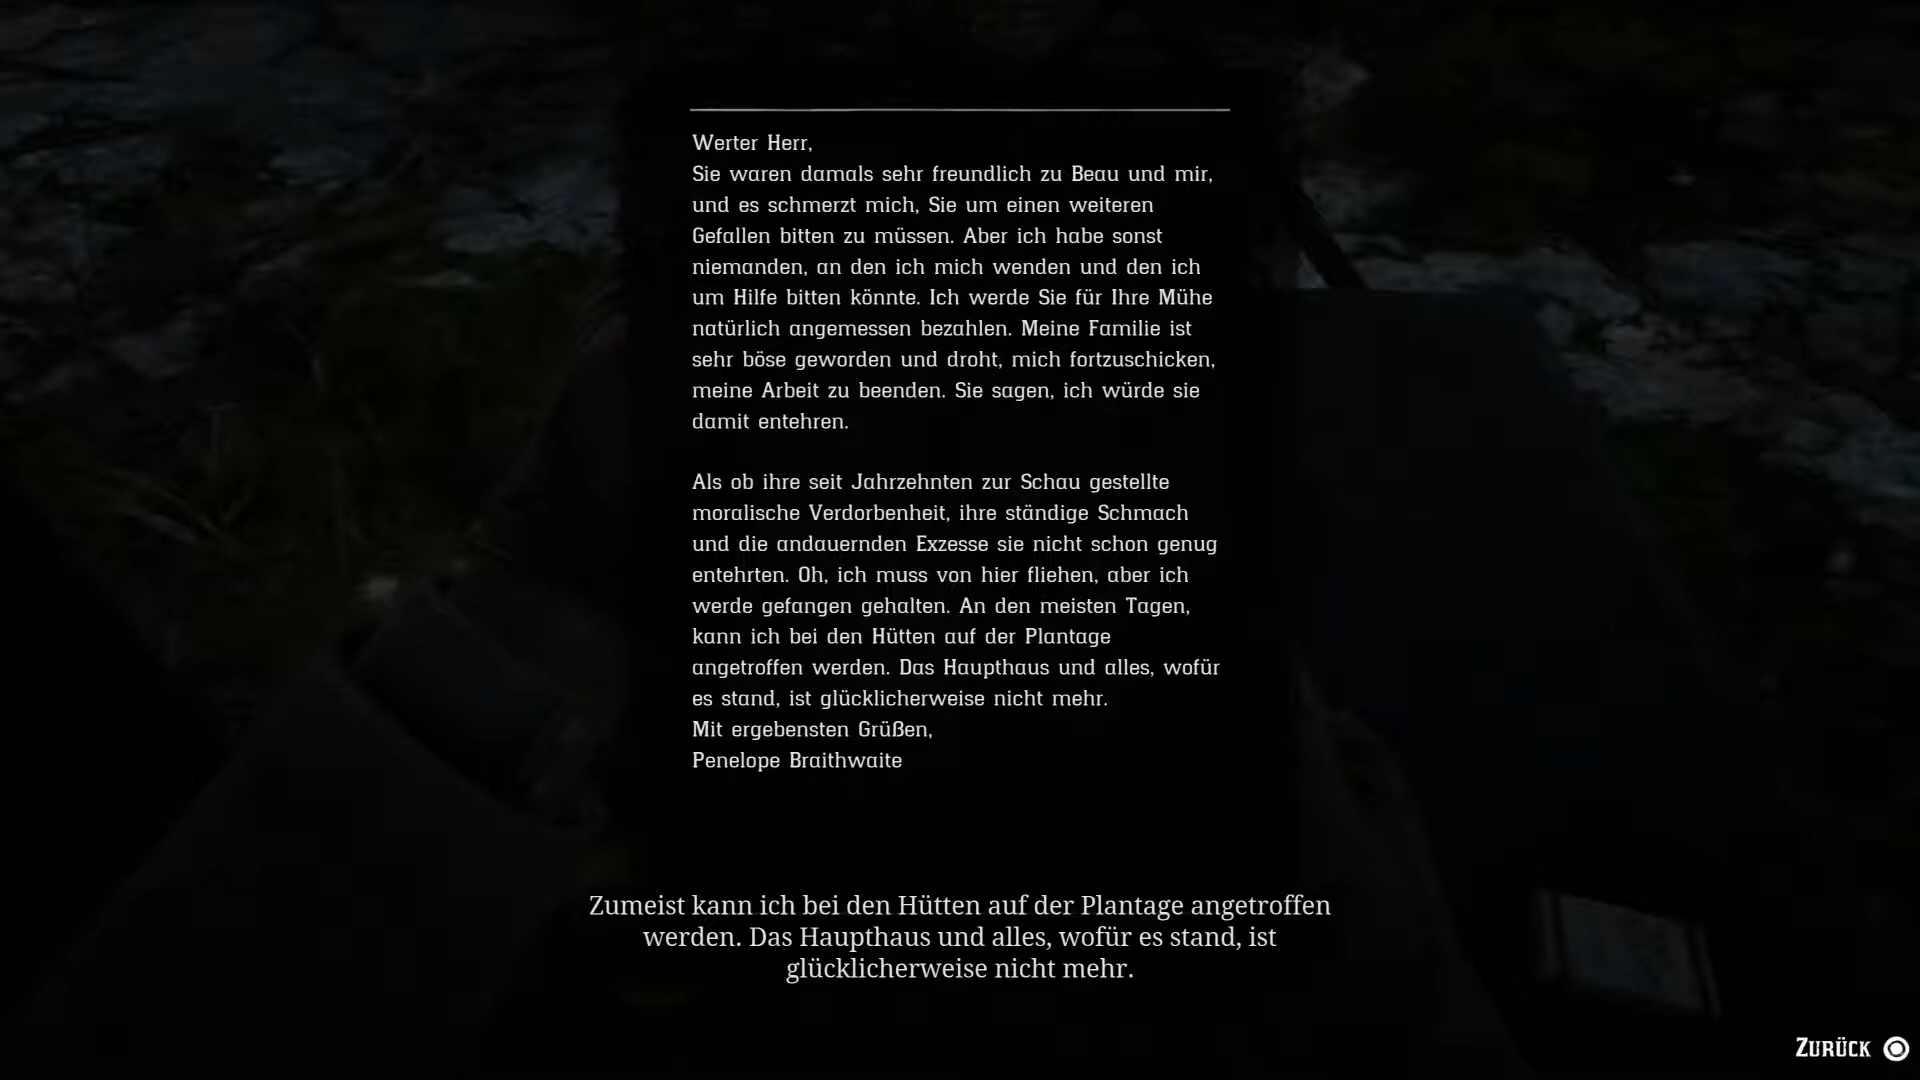 Werter Herr,
Sie waren damals sehr freundlich zu Beau und mir,
und es schmerzt mich, Sie um einen weiteren
Gefallen bitten zu müssen. Aber ich habe sonst
niemanden, an den ich mich wenden und den ich
um Hilfe bitten könnte. Ich werde Sie für Ihre Mühe
natürlich angemessen bezahlen. Meine Familie ist
sehr böse geworden und droht, mich fortzuschicken,
meine Arbeit zu beenden. Sie sagen, ich würde sie
damit entehren.
Als ob ihre seit Jahrzehnten zur Schau gestellte
moralische Verdorbenheit, ihre ständige Schmach
und die andauernden Exzesse sie nicht schon genug
entehrten. Oh, ich muss von hier fliehen, aber ich
werde gefangen gehalten. An den meisten Tagen,
kann ich bei den Hütten auf der Plantage
angetroffen werden. Das Haupthaus und alles, wofür
es stand, ist glücklicherweise nicht mehr.
Mit ergebensten Grüßen,
Penelope Braithwaite
Zumeist kann ich bei den Hütten auf der Plantage angetroffen
werden. Das Haupthaus und alles, wofür es stand, ist
glücklicherweise nicht mehr.
ZURÜCK